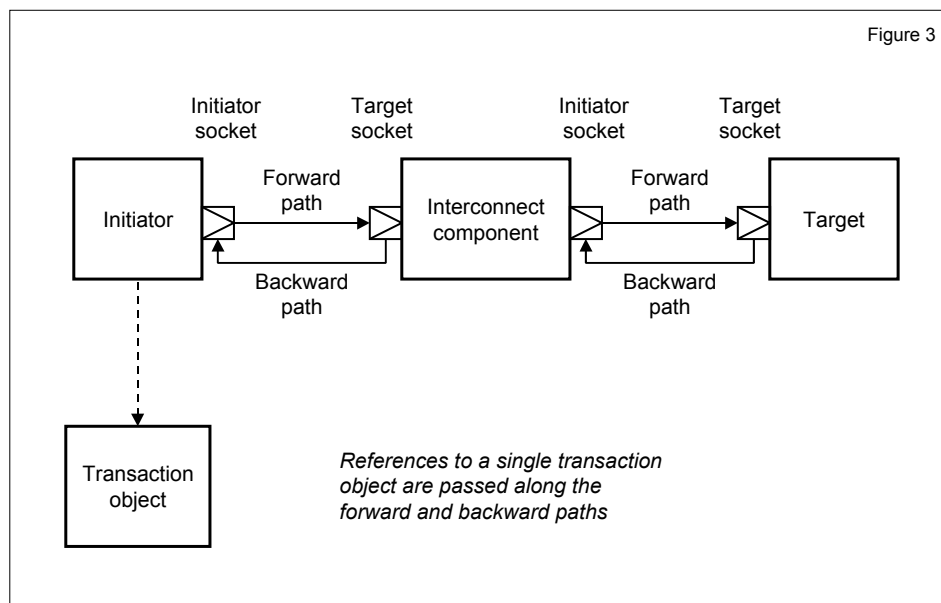 Figure 3
Initiator
socket
Target
socket
Initiator
socket
Target
socket
Initiator
Forward
path
Backward
path
Interconnect
component
Forward
path
Backward
path
Target
Transaction
object
References to a single transaction
object are passed along the
forward and backward paths